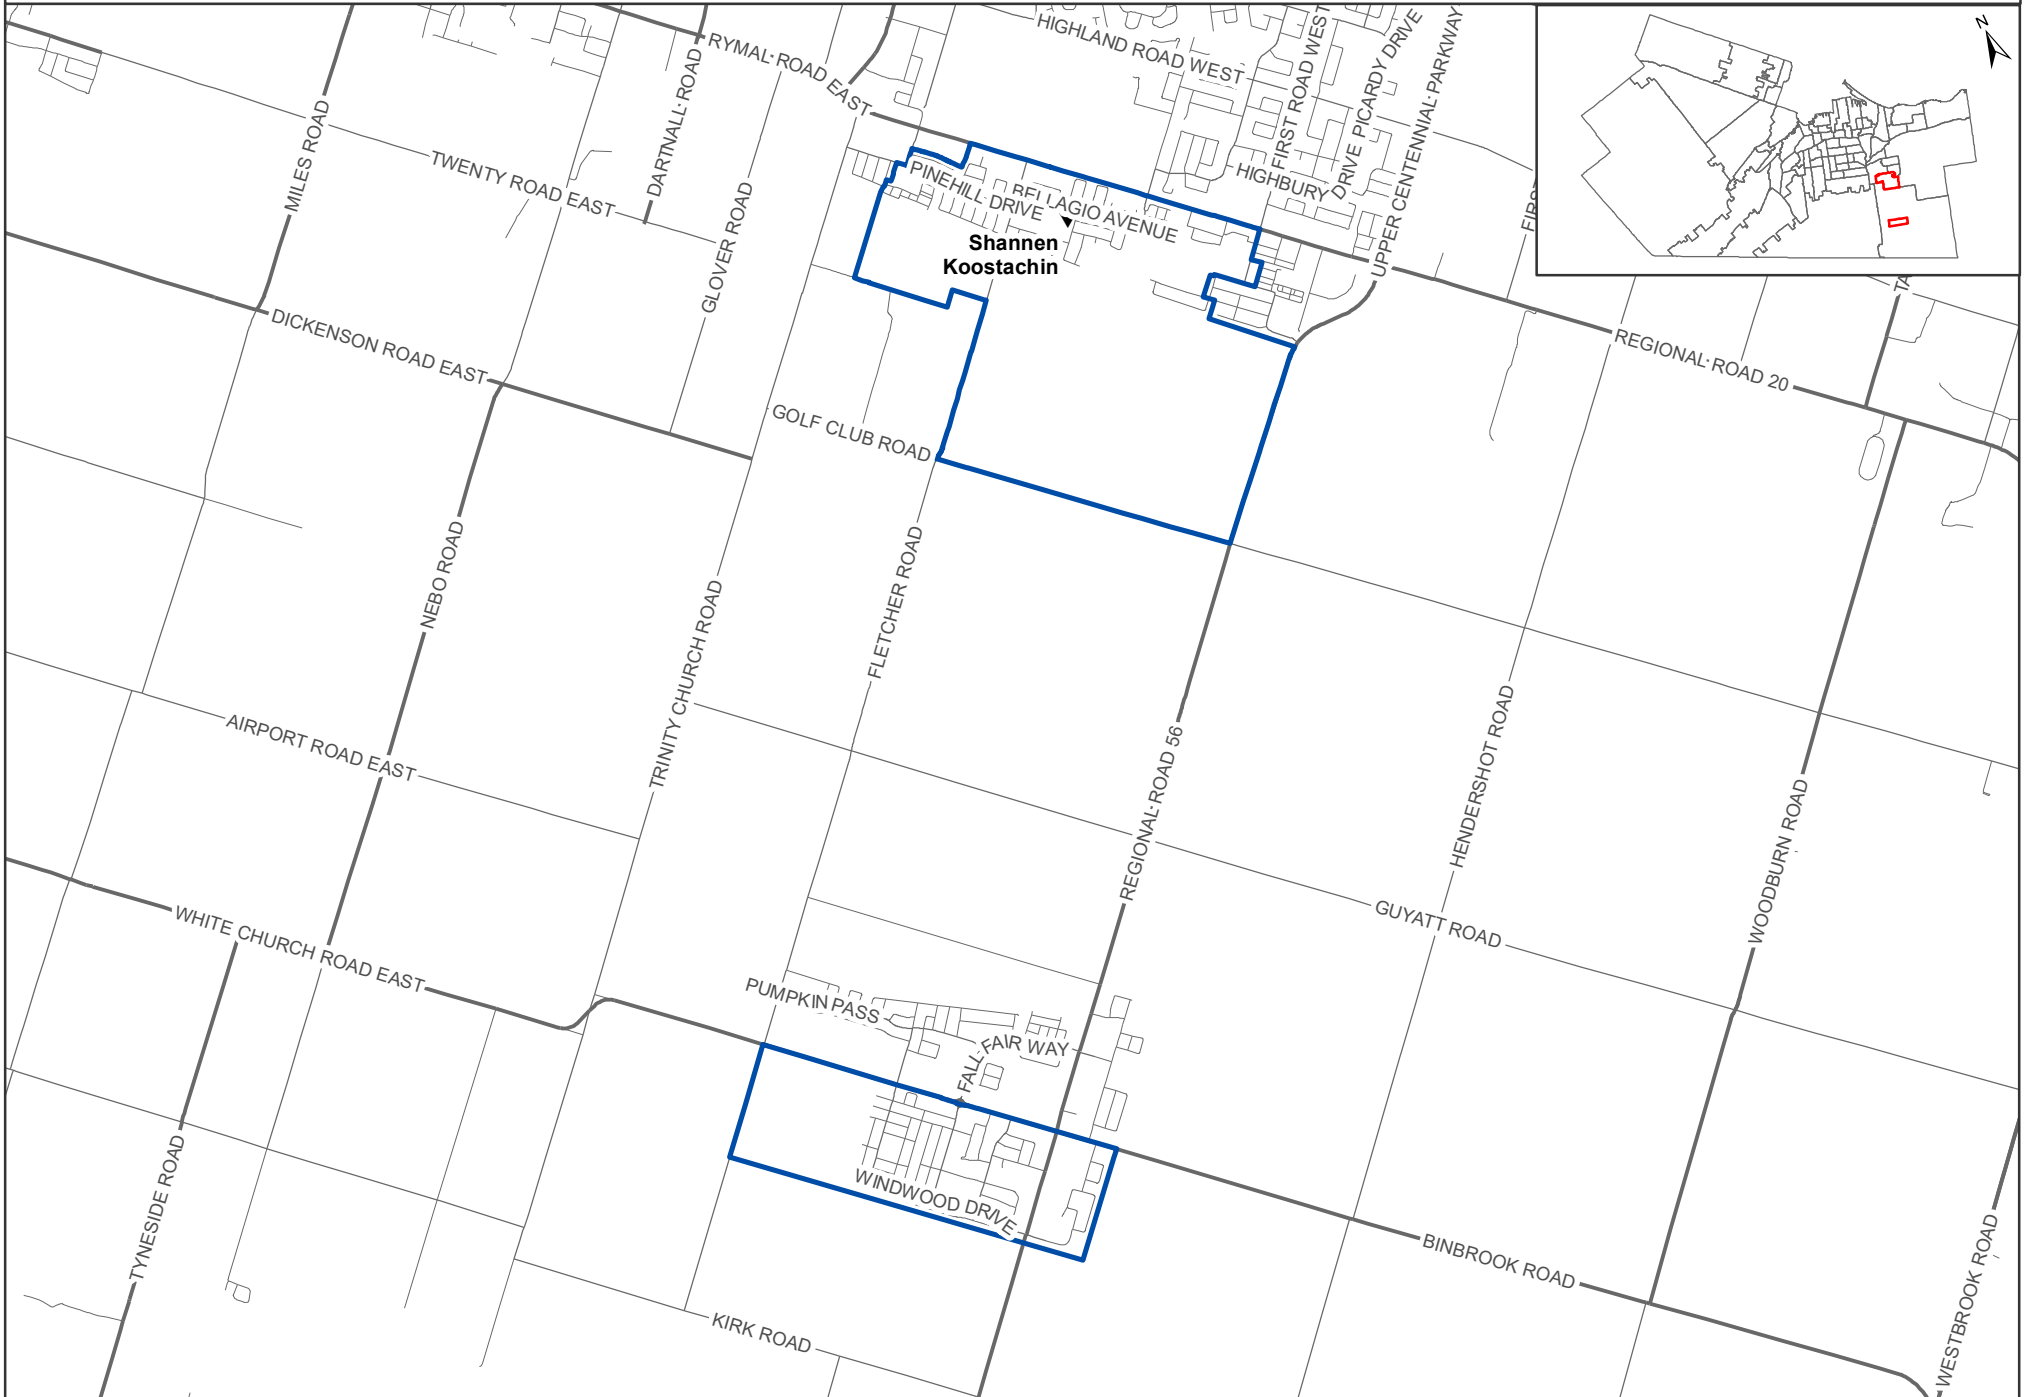 HIGHLAND ROAD WEST
FIRST ROAD WEST
PICARDY DRIVE
UPPER CENTENNIAL PARKWAY
N
RYMAL ROAD EAST
DARTNALL ROAD
MILES ROAD
TWENTY ROAD EAST
GLOVER ROAD
PINEHILL DRIVE
BELLAGIO AVENUE
HIGHBURY DRIVE
Shannen
Koostachin
DICKENSON ROAD EAST
REGIONAL ROAD 20
GOLF CLUB ROAD
NEBO ROAD
FLETCHER ROAD
TRINITY CHURCH ROAD
AIRPORT ROAD EAST
REGIONAL ROAD 56
HENDERSHOT ROAD
WOODBURN ROAD
WHITE CHURCH ROAD EAST
GUYATT ROAD
PUMPKIN PASS
FALL FAIR WAY
WINDWOOD DRIVE
TYNESIDE ROAD
BINBROOK ROAD
WESTBROOK ROAD
KIRK ROAD